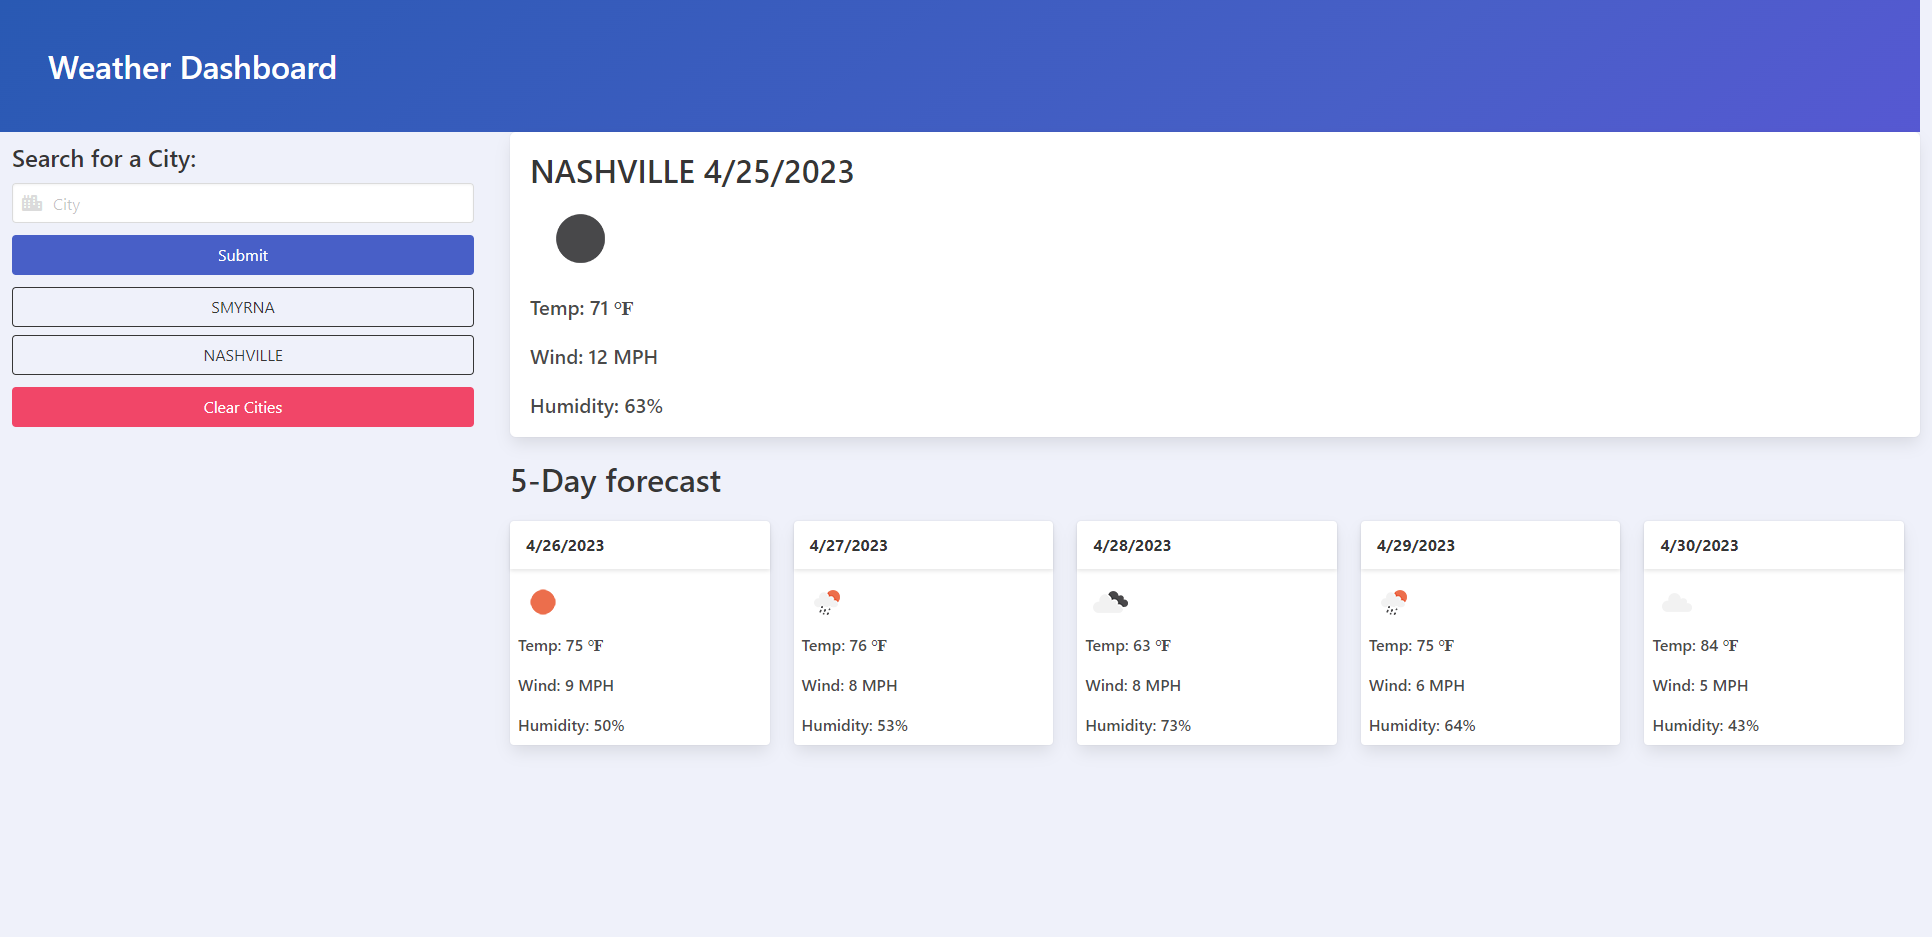 Weather Dashboard
Search for a City:
City
Submit
SMYRNA
NASHVILLE
Clear Cities
NASHVILLE 4/25/2023
Temp: 71 °F
Wind: 12 MPH
Humidity: 63%
5-Day forecast
4/26/2023
Temp: 75 °F
Wind: 9 MPH
Humidity: 50%
4/27/2023
Temp: 76 °F
Wind: 8 MPH
Humidity: 53%
4/28/2023
Temp: 63 °F
Wind: 8 MPH
Humidity: 73%
4/29/2023
Temp: 75 °F
Wind: 6 MPH
Humidity: 64%
4/30/2023
Temp: 84 °F
Wind: 5 MPH
Humidity: 43%